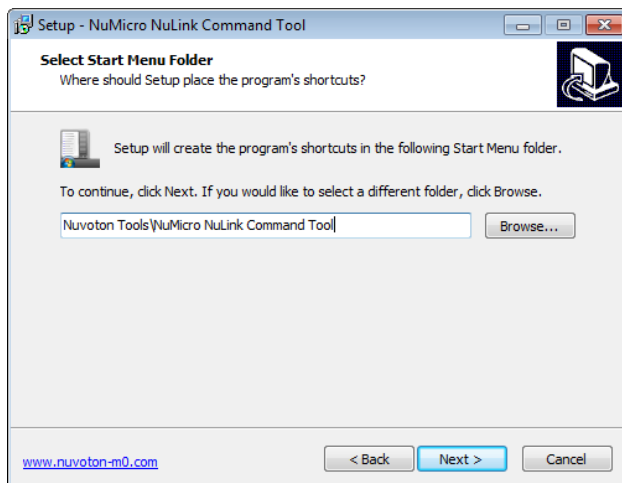 Setup - NuMicro NuLink Command Tool
Select Start Menu Folder
Where should Setup place the program's shortcuts?
Setup will create the program's shortcuts in the following Start Menu folder.
To continue, click Next. If you would like to select a different folder, click Browse.
Nuvoton Tools\NuMicro NuLink Command Tool
Browse...
www.nuvoton-m0.com
< Back
Next >
Cancel